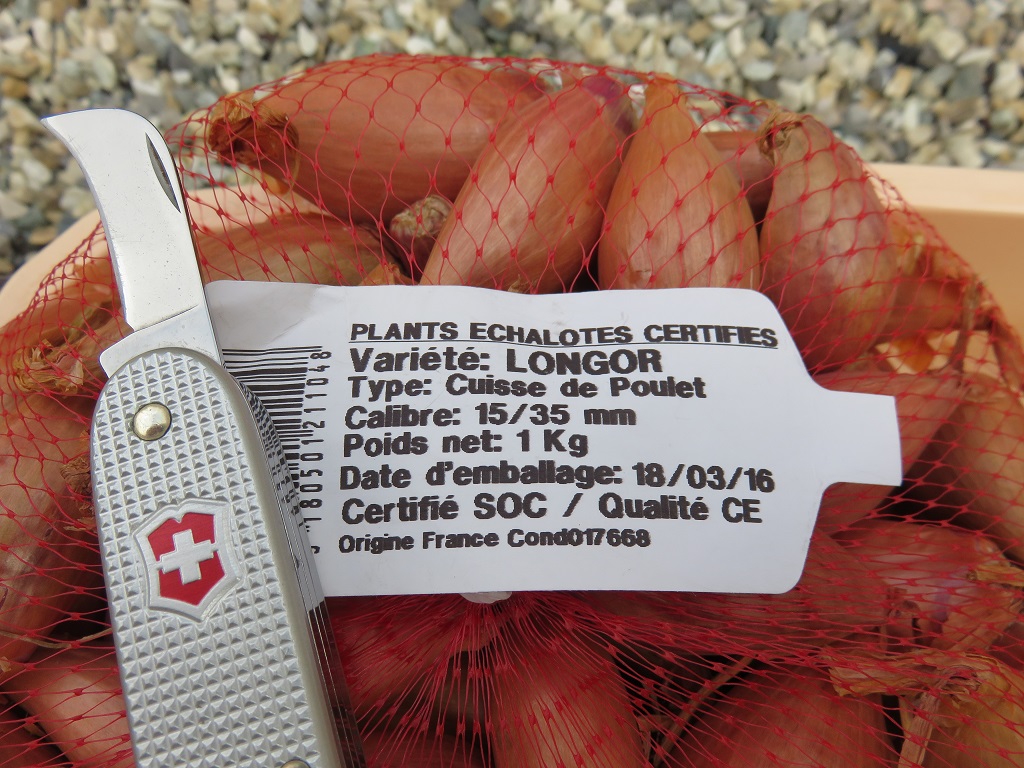 PLANTS ECHALOTES CERTIFIES
Variété: LONGOR
Type: Cuisse de Poulet
Calibre: 15/35 mm
Poids net: 1 Kg
Date d'emballage: 18/03/16
Certifié SOC / Qualité CE
Origine France Cond017668